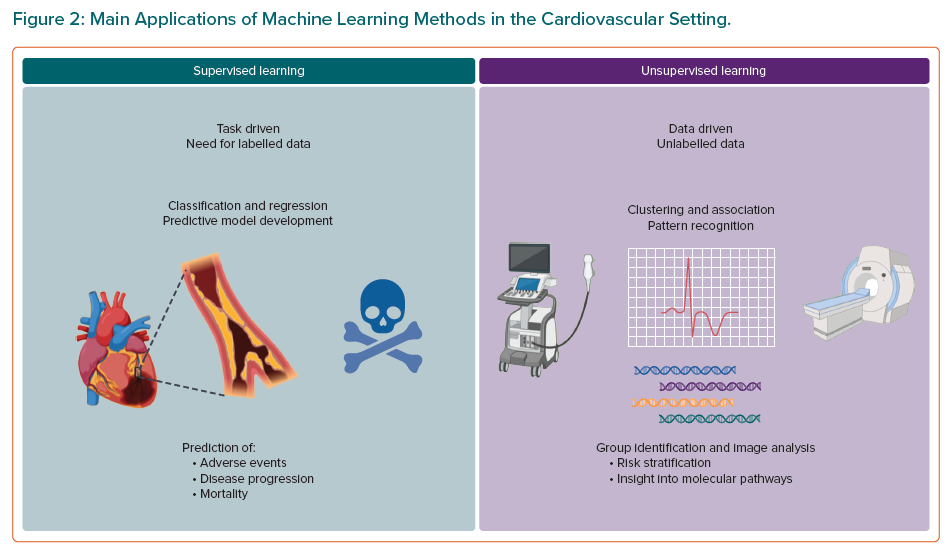 Figure 2: Main Applications of Machine Learning Methods in the Cardiovascular Setting.
Supervised learning
Task driven
Need for labelled data
Classification and regression
Predictive model development
Prediction of:
• Adverse events
• Disease progression
• Mortality
Unsupervised learning
Data driven
Unlabelled data
Clustering and association
Pattern recognition
Group identification and image analysis
• Risk stratification
• Insight into molecular pathways